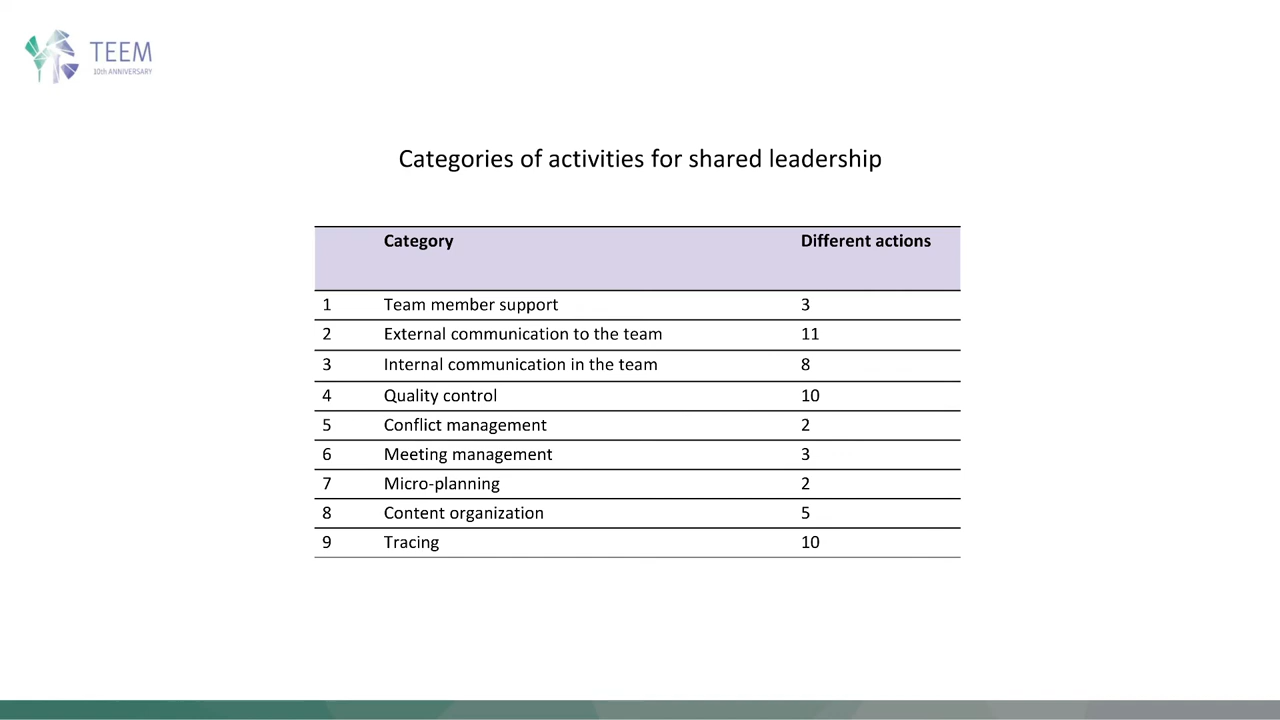 TEEM
10th ANNIVERSARY
Categories of activities for shared leadership
Category Different actions
1 Team member support 3
2 External communication to the team 11
3 Internal communication in the team 8
4 Quality control 10
5 Conflict management 2
6 Meeting management 3
7 Micro-planning 2
8 Content organization 5
9 Tracing 10